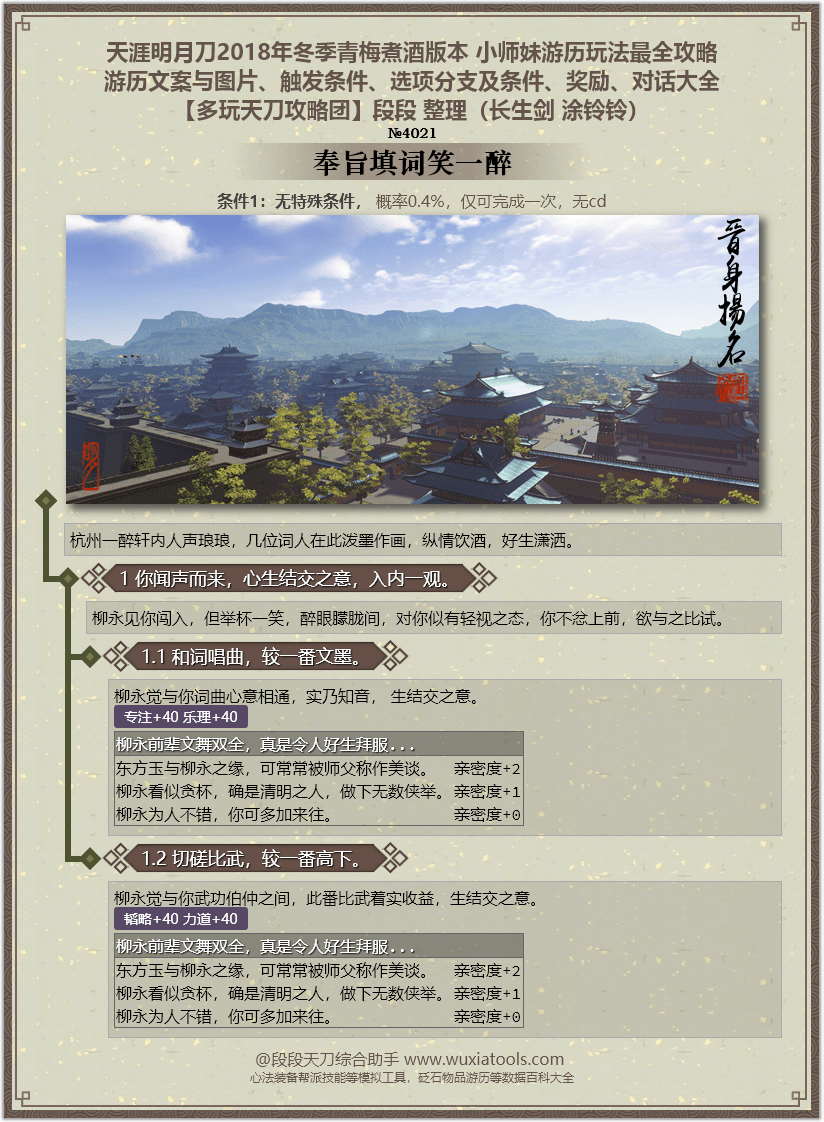 天涯明月刀2018年冬季青梅煮酒版本 小师妹游历玩法最全攻略
游历文案与图片、触发条件、选项分支及条件、奖励、对话大全
【多玩天刀攻略团】段段 整理（长生剑 涂铃铃）
№4021
奉旨填词笑一醉
条件1：无特殊条件， 概率0.4%，仅可完成一次，无cd
晋身揚名
杭州一醉轩内人声琅琅，几位词人在此泼墨作画，纵情饮酒，好生潇洒。
1 你闻声而来，心生结交之意，入内一观。
柳永见你闯入，但举杯一笑，醉眼朦胧间，对你似有轻视之态，你不忿上前，欲与之比试。
1.1 和词唱曲，较一番文墨。
柳永觉与你词曲心意相通，实乃知音， 生结交之意。
专注+40 乐理+40
柳永前辈文舞双全，真是令人好生拜服...
东方玉与柳永之缘，可常常被师父称作美谈。 亲密度+2
柳永看似贪杯，确是清明之人，做下无数侠举。 亲密度+1
柳永为人不错，你可多加来往。 亲密度+0
1.2 切磋比武，较一番高下。
柳永觉与你武功伯仲之间，此番比武着实收益，生结交之意。
韬略+40 力道+40
柳永前辈文舞双全，真是令人好生拜服...
东方玉与柳永之缘，可常常被师父称作美谈。 亲密度+2
柳永看似贪杯，确是清明之人，做下无数侠举。 亲密度+1
柳永为人不错，你可多加来往。 亲密度+0
@段段天刀综合助手 www.wuxiatools.com
心法装备帮派技能等模拟工具，砭石物品游历等数据百科大全